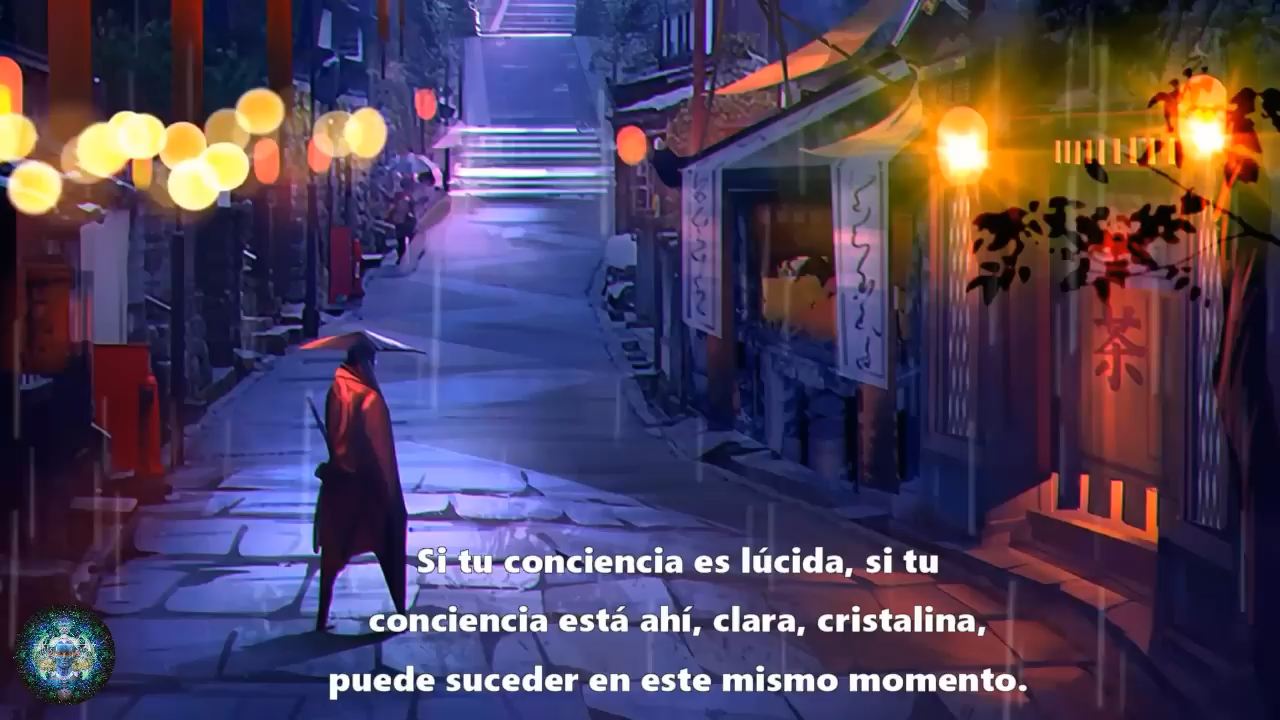 茶
Si tu conciencia es lúcida, si tu
conciencia está ahí, clara, cristalina,
puede suceder en este mismo momento.